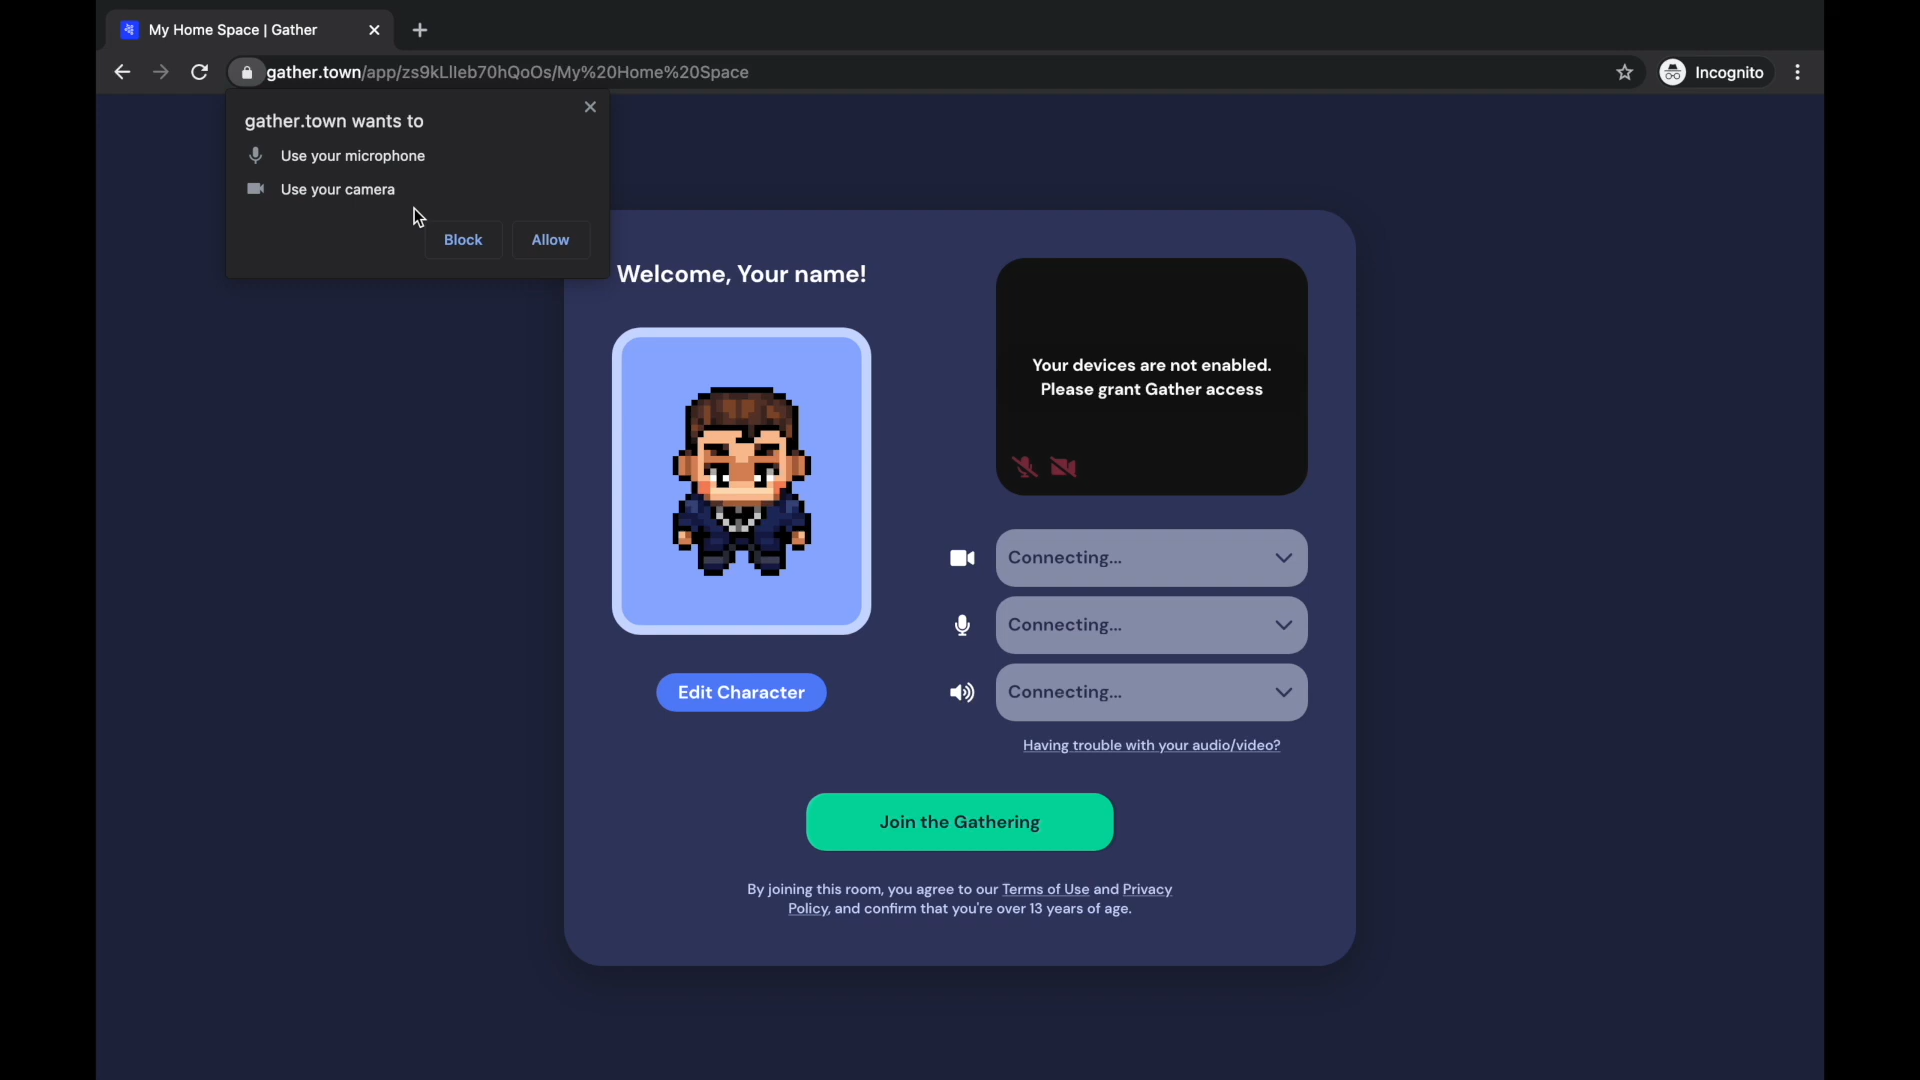 My Home Space | Gather
gather.town/app/zs9kLlleb70hQoOs/My%20Home%20Space
Incognito
gather.town wants to
Use your microphone
Use your camera
Block
Allow
Welcome, Your name!
Your devices are not enabled.
Please grant Gather access
Connecting...
Connecting...
Connecting...
Edit Character
Having trouble with your audio/video?
Join the Gathering
By joining this room, you agree to our Terms of Use and Privacy
Policy, and confirm that you're over 13 years of age.